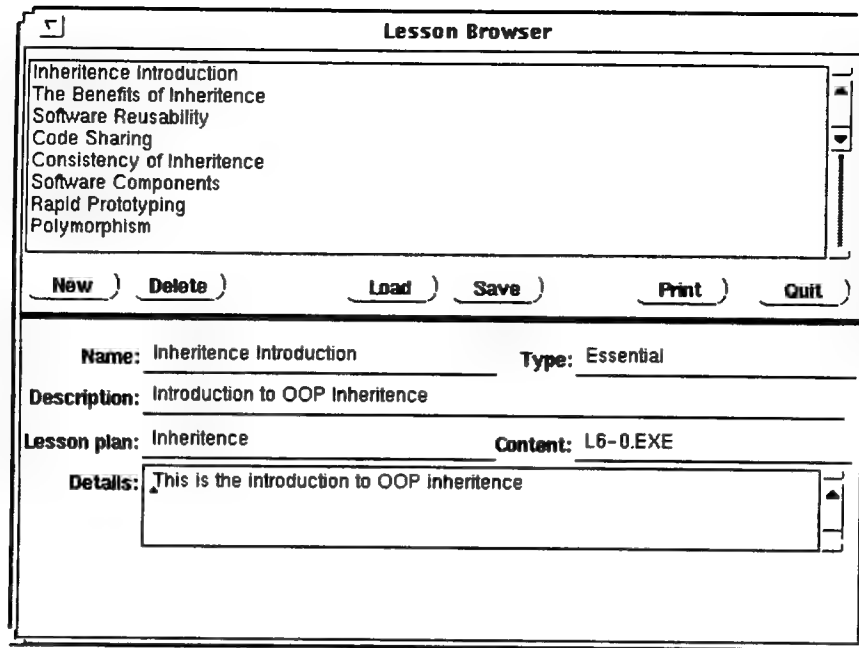 Lesson Browser
Inheritence Introduction
The Benefits of Inheritence
Software Reusability
Code Sharing
Consistency of Inheritence
Software Components
Rapid Prototyping
Polymorphism
New Delete Load Save Print Quit
Name: Inheritence Introduction Type: Essential
Description: Introduction to OOP Inheritence
Lesson plan: Inheritence Content: L6-0.EXE
Details: This is the introduction to OOP inheritence